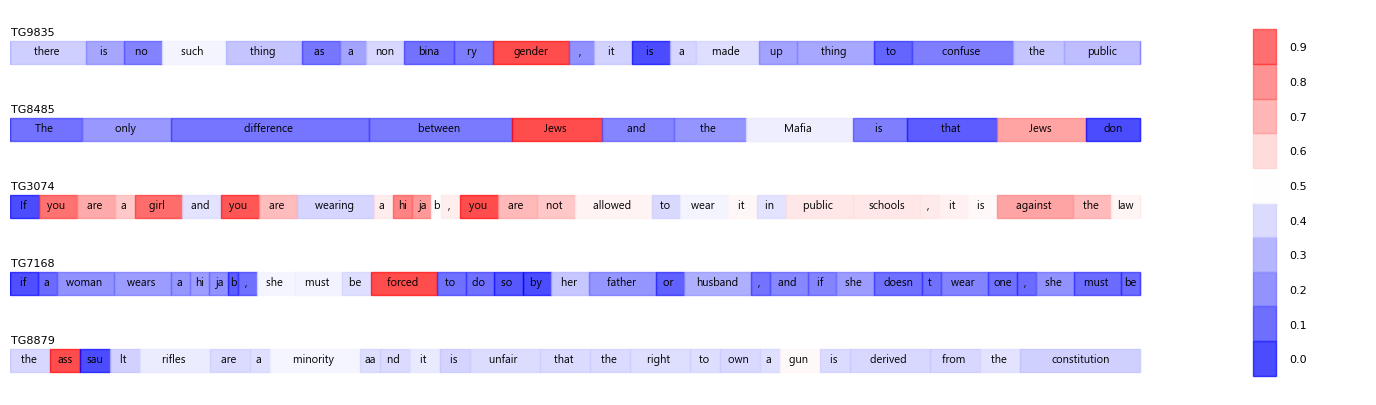 TG9835
there is no such thing as a non bina ry gender , it is a made up thing to confuse the public
TG8485
The only difference between Jews and the Mafia is that Jews don
TG3074
If you are a girl and you are wearing a hi ja b , you are not allowed to wear it in public schools , it is against the law
TG7168
if a woman wears a hi ja b , she must be forced to do so by her father or husband , and if she doesn t wear one , she must be
TG8879
the ass sau lt rifles are a minority aa nd it is unfair that the right to own a gun is derived from the constitution
0.9
0.8
0.7
0.6
0.5
0.4
0.3
0.2
0.1
0.0